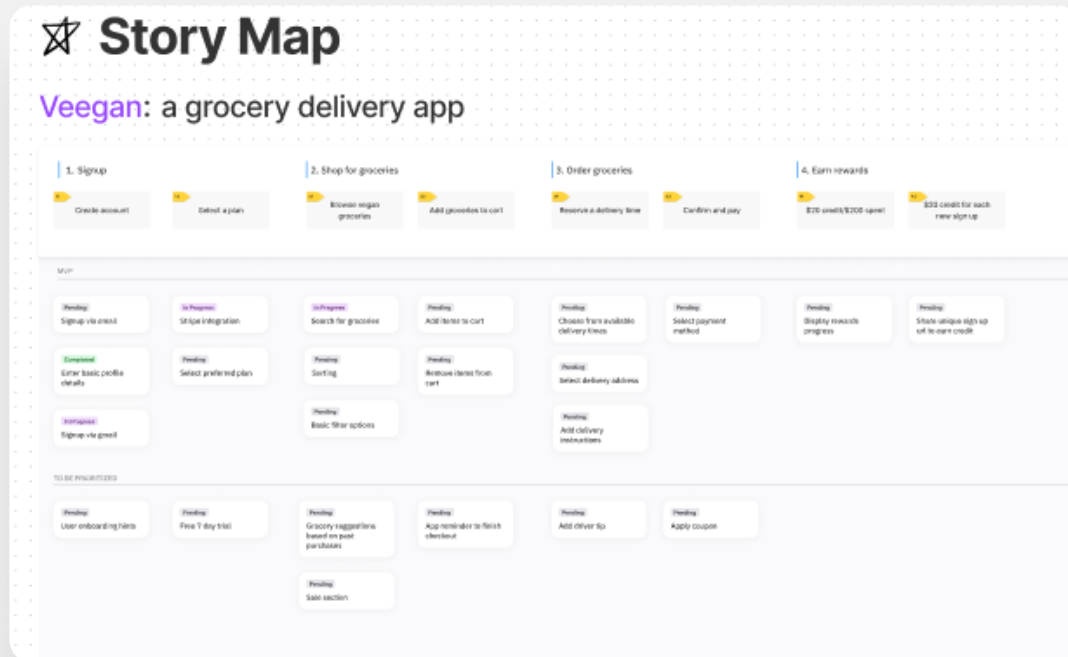 Story Map
Veegan: a grocery delivery app
1. Signup
2. Shop for groceries
3. Order groceries
4. Earn rewards
Create account
Select a plan
Browse vegan
groceries
Add groceries to cart
Reserve a delivery time
Confirm and pay
$20 credit/$200 spent
$20 credit for each
new sign up
MVP
Pending
Signup via email
In Progress
Stripe integration
In Progress
Search for groceries
Pending
Add items to cart
Pending
Choose from available
delivery times
Pending
Select payment
method
Pending
Display rewards
progress
Pending
Share unique sign up
url to earn credit
Completed
Enter basic profile
details
Pending
Select preferred plan
Pending
Sorting
Pending
Remove items from
cart
Pending
Select delivery address
In Progress
Signup via gmail
Pending
Basic filter options
Pending
Add delivery
instructions
TO BE PRIORITIZED
Pending
User onboarding hints
Pending
Free 7 day trial
Pending
Grocery suggestions
based on past
purchases
Pending
App reminder to finish
checkout
Pending
Add driver tip
Pending
Apply coupon
Pending
Sale section